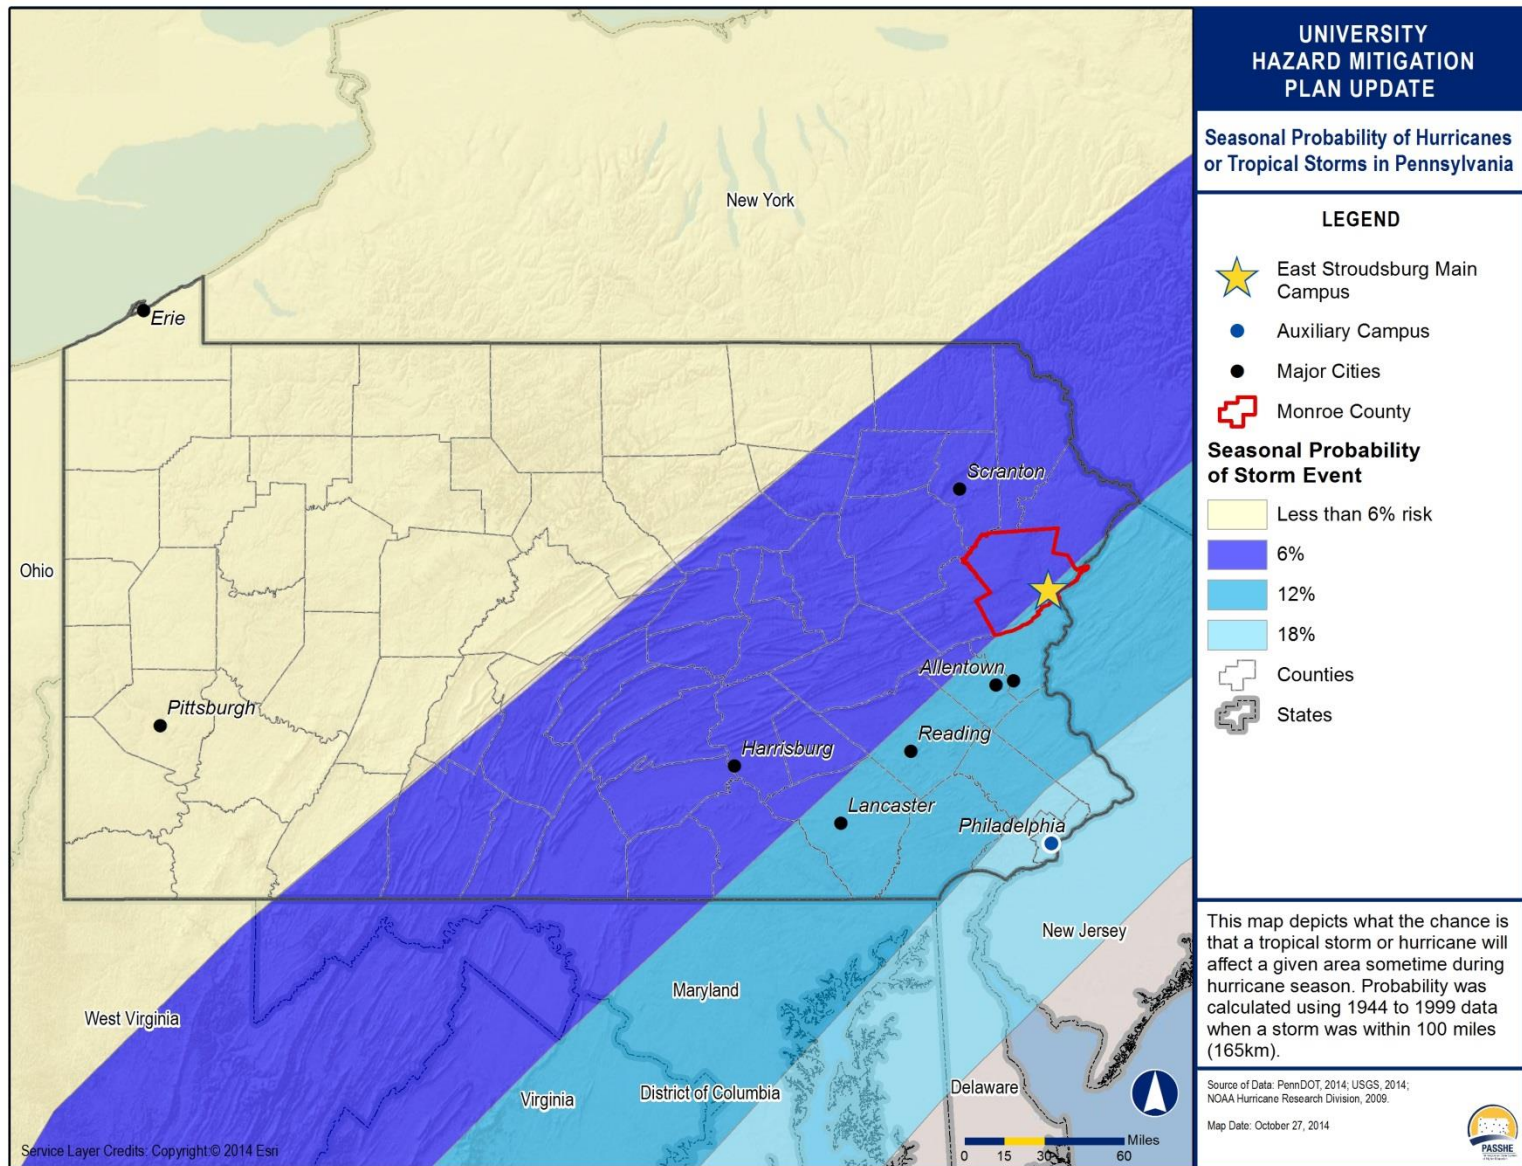 UNIVERSITY
HAZARD MITIGATION
PLAN UPDATE
Seasonal Probability of Hurricanes
or Tropical Storms in Pennsylvania
LEGEND
East Stroudsburg Main
Campus
Auxiliary Campus
Major Cities
Monroe County
Seasonal Probability
of Storm Event
Less than 6% risk
6%
12%
18%
Counties
States
This map depicts what the chance is
that a tropical storm or hurricane will
affect a given area sometime during
hurricane season. Probability was
calculated using 1944 to 1999 data
when a storm was within 100 miles
(165km).
Source of Data: PennDOT, 2014; USGS, 2014;
NOAA Hurricane Research Division, 2009.
Map Date: October 27, 2014
PASSHE
New York
Erie
Scranton
Ohio
Allentown
Pittsburgh
Reading
Harrisburg
Lancaster
Philadelphia
New Jersey
Maryland
West Virginia
Delaware
District of Columbia
Virginia
Miles
0 15 30 60
Service Layer Credits: Copyright © 2014 Esri